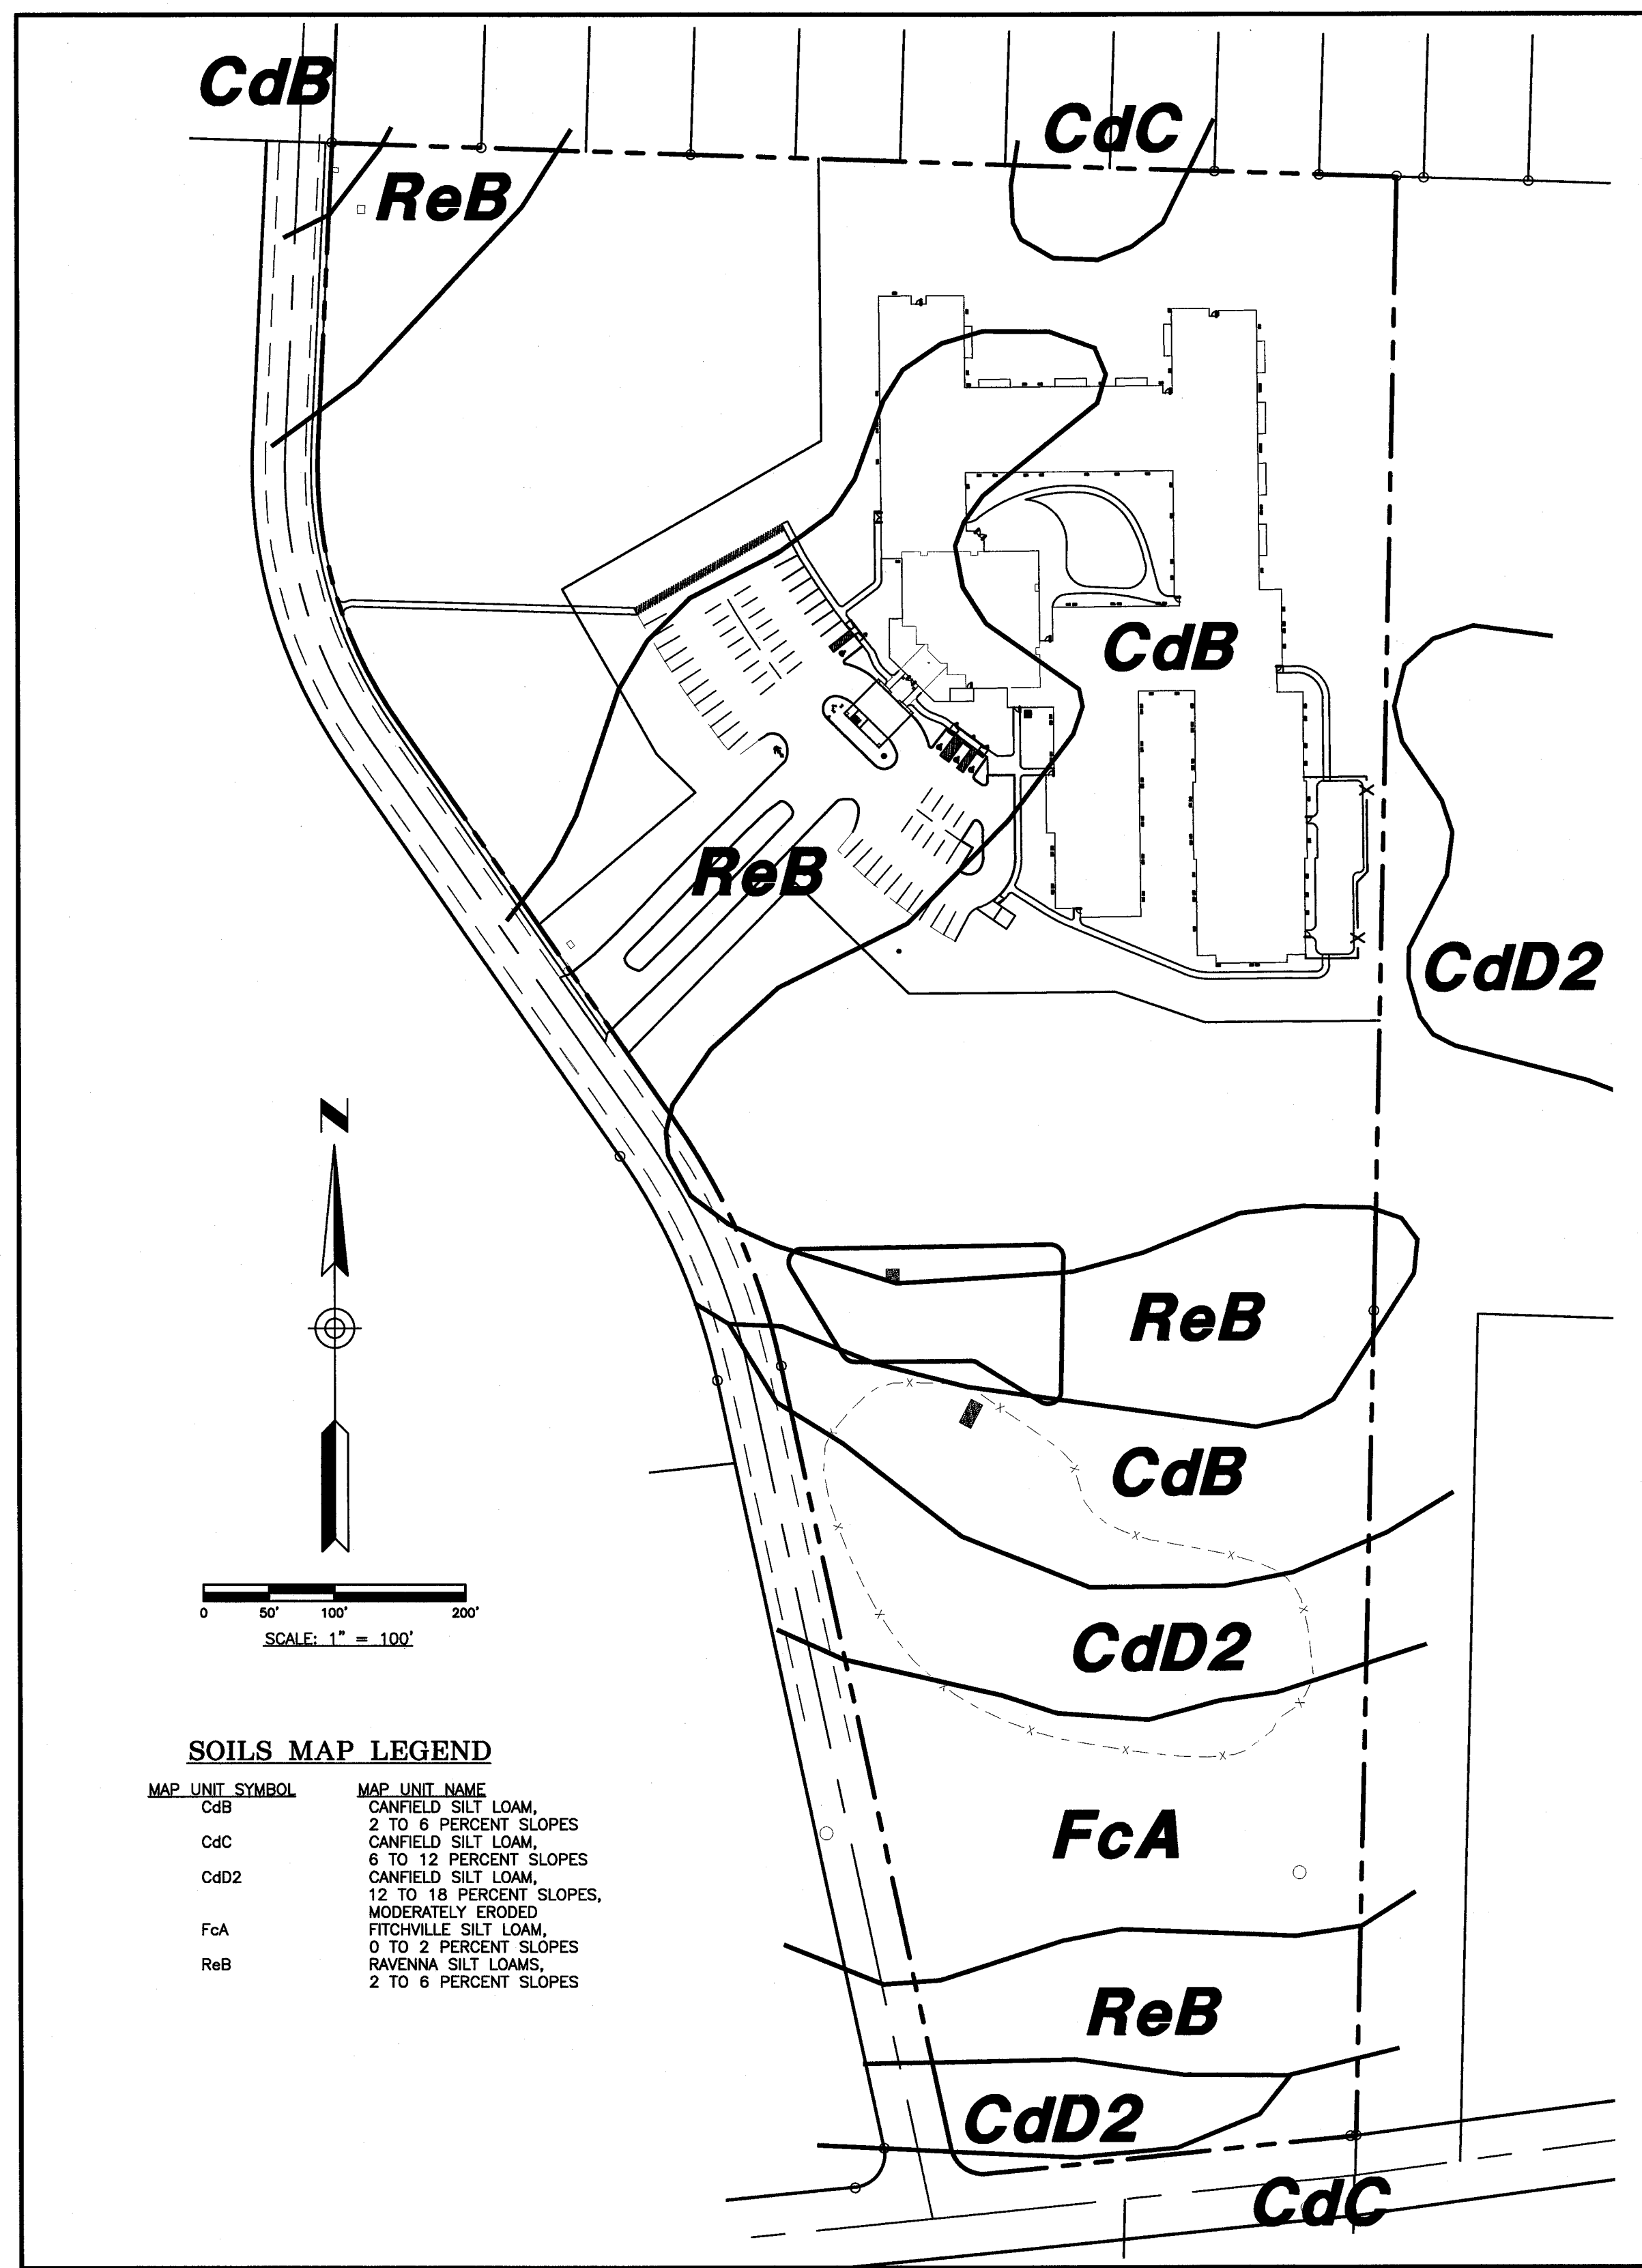 CdB
CdC
ReB
CdB
ReB
CdD2
N
ReB
CdB
0 50' 100' 200'
SCALE: 1" = 100'
CdD2
SOILS MAP LEGEND
MAP UNIT SYMBOL MAP UNIT NAME
CdB CANFIELD SILT LOAM,
2 TO 6 PERCENT SLOPES
CdC CANFIELD SILT LOAM,
6 TO 12 PERCENT SLOPES
CdD2 CANFIELD SILT LOAM,
12 TO 18 PERCENT SLOPES,
MODERATELY ERODED
FcA FITCHVILLE SILT LOAM,
0 TO 2 PERCENT SLOPES
ReB RAVENNA SILT LOAMS,
2 TO 6 PERCENT SLOPES
FcA
ReB
CdD2
CdC